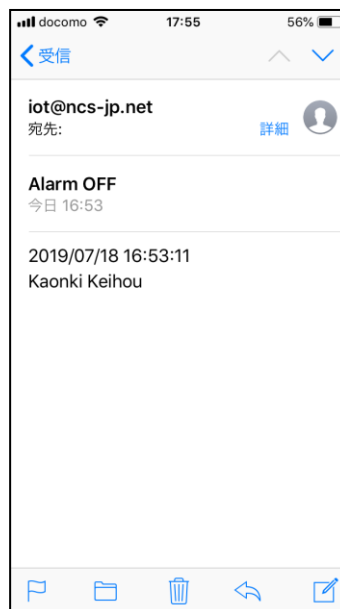 docomo 17:55 56%
受信
iot@ncs-jp.net
宛先: 詳細
Alarm OFF
今日 16:53
2019/07/18 16:53:11
Kaonki Keihou